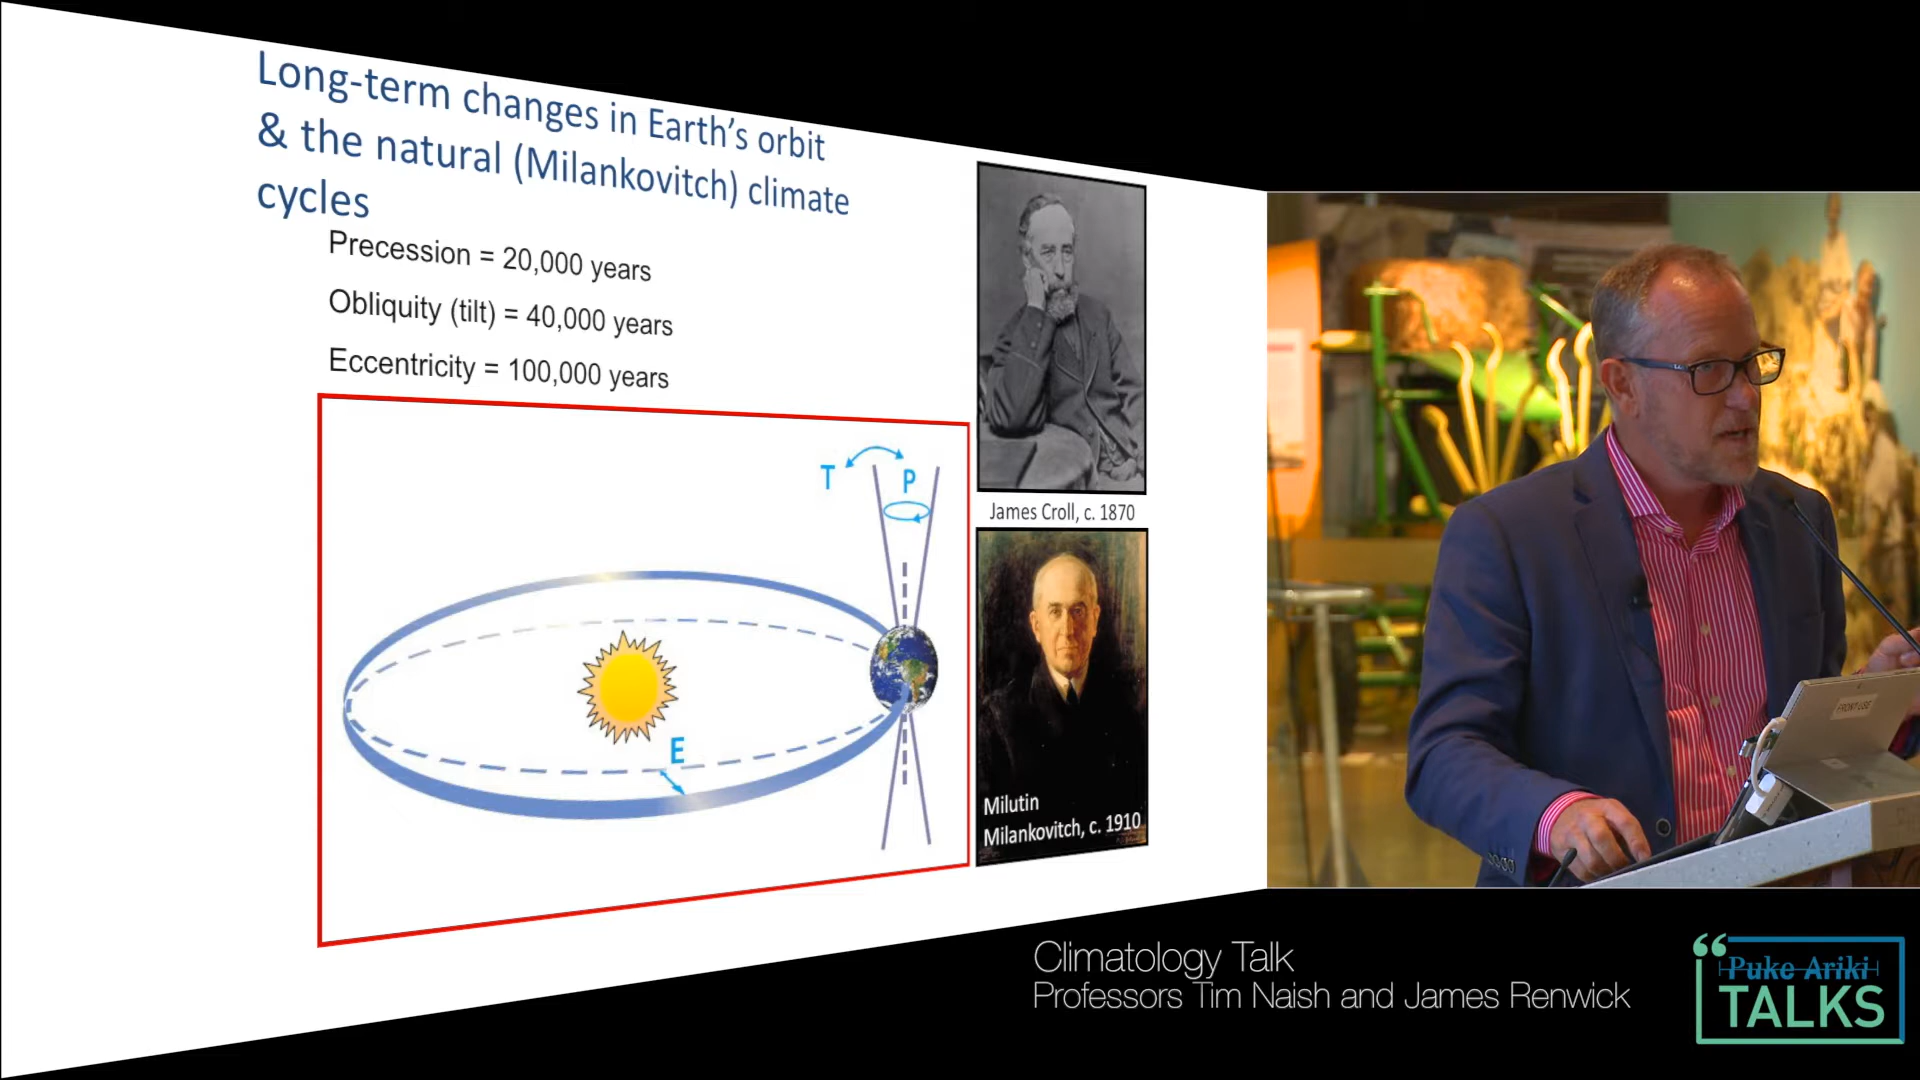 Long-term changes in Earth's orbit
& the natural (Milankovitch) climate
cycles
Precession = 20,000 years
Obliquity (tilt) = 40,000 years
Eccentricity = 100,000 years
T
P
E
James Croll, c. 1870
Milutin
Milankovitch, c. 1910
FRONT USE
Climatology Talk
Professors Tim Naish and James Renwick
Puke Ariki
TALKS